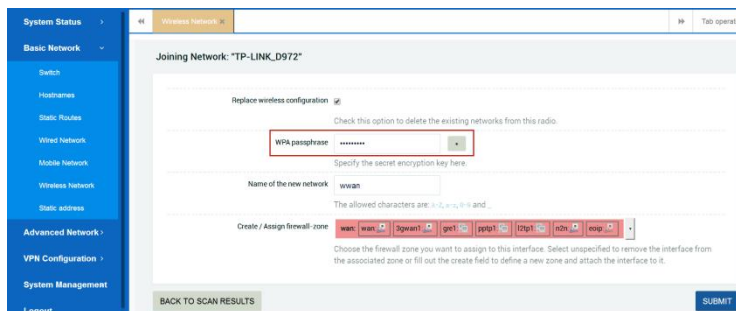 System Status
Basic Network
Switch
Hostnames
Static Routes
Wired Network
Mobile Network
Wireless Network
Static address
Advanced Network
VPN Configuration
System Management
Logout
Wireless Network
Tab operat
Joining Network: "TP-LINK_D972"
Replace wireless configuration
Check this option to delete the existing networks from this radio.
WPA passphrase •••••••••
Specify the secret encryption key here.
Name of the new network wwan
The allowed characters are: A-Z, a-z, 0-9 and _
Create / Assign firewall-zone wan: wan: 3gwan1: gre1: pptp1: l2tp1: n2n: eoip:
Choose the firewall zone you want to assign to this interface. Select unspecified to remove the interface from
the associated zone or fill out the create field to define a new zone and attach the interface to it.
BACK TO SCAN RESULTS SUBMIT